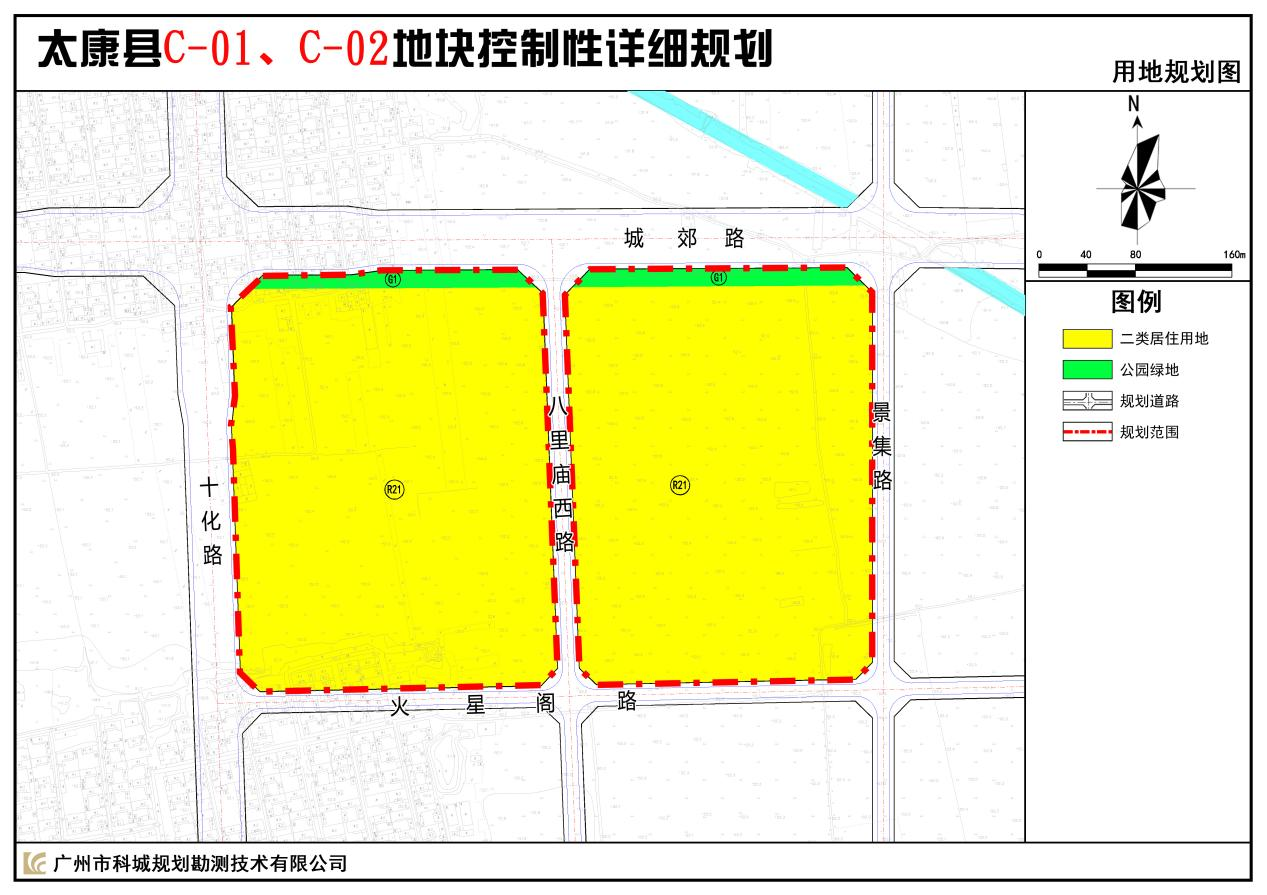 太康县C-01、C-02地块控制性详细规划
用地规划图
N
0 40 80 160m
图例
二类居住用地
公园绿地
规划道路
规划范围
城郊路
G1
G1
八里庙西路
景集路
十化路
R21
R21
火星阁路
广州市科城规划勘测技术有限公司